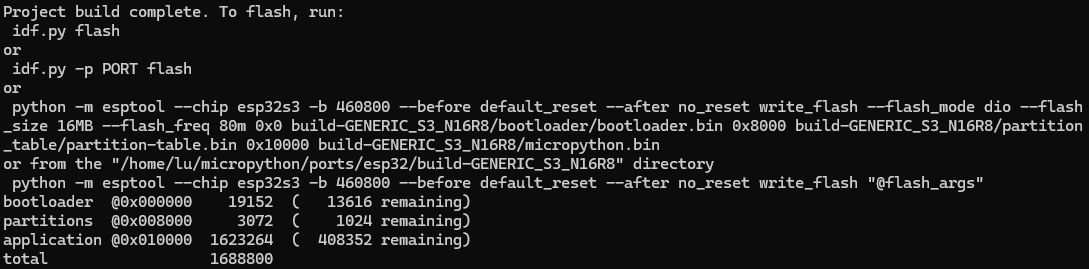 Project build complete. To flash, run:
 idf.py flash
or
 idf.py -p PORT flash
or
 python -m esptool --chip esp32s3 -b 460800 --before default_reset --after no_reset write_flash --flash_mode dio --flash
_size 16MB --flash_freq 80m 0x0 build-GENERIC_S3_N16R8/bootloader/bootloader.bin 0x8000 build-GENERIC_S3_N16R8/partition
_table/partition-table.bin 0x10000 build-GENERIC_S3_N16R8/micropython.bin
or from the "/home/lu/micropython/ports/esp32/build-GENERIC_S3_N16R8" directory
 python -m esptool --chip esp32s3 -b 460800 --before default_reset --after no_reset write_flash "@flash_args"
bootloader  @0x000000    19152  (   13616 remaining)
partitions  @0x008000     3072  (    1024 remaining)
application @0x010000  1623264  (  408352 remaining)
total                  1688800